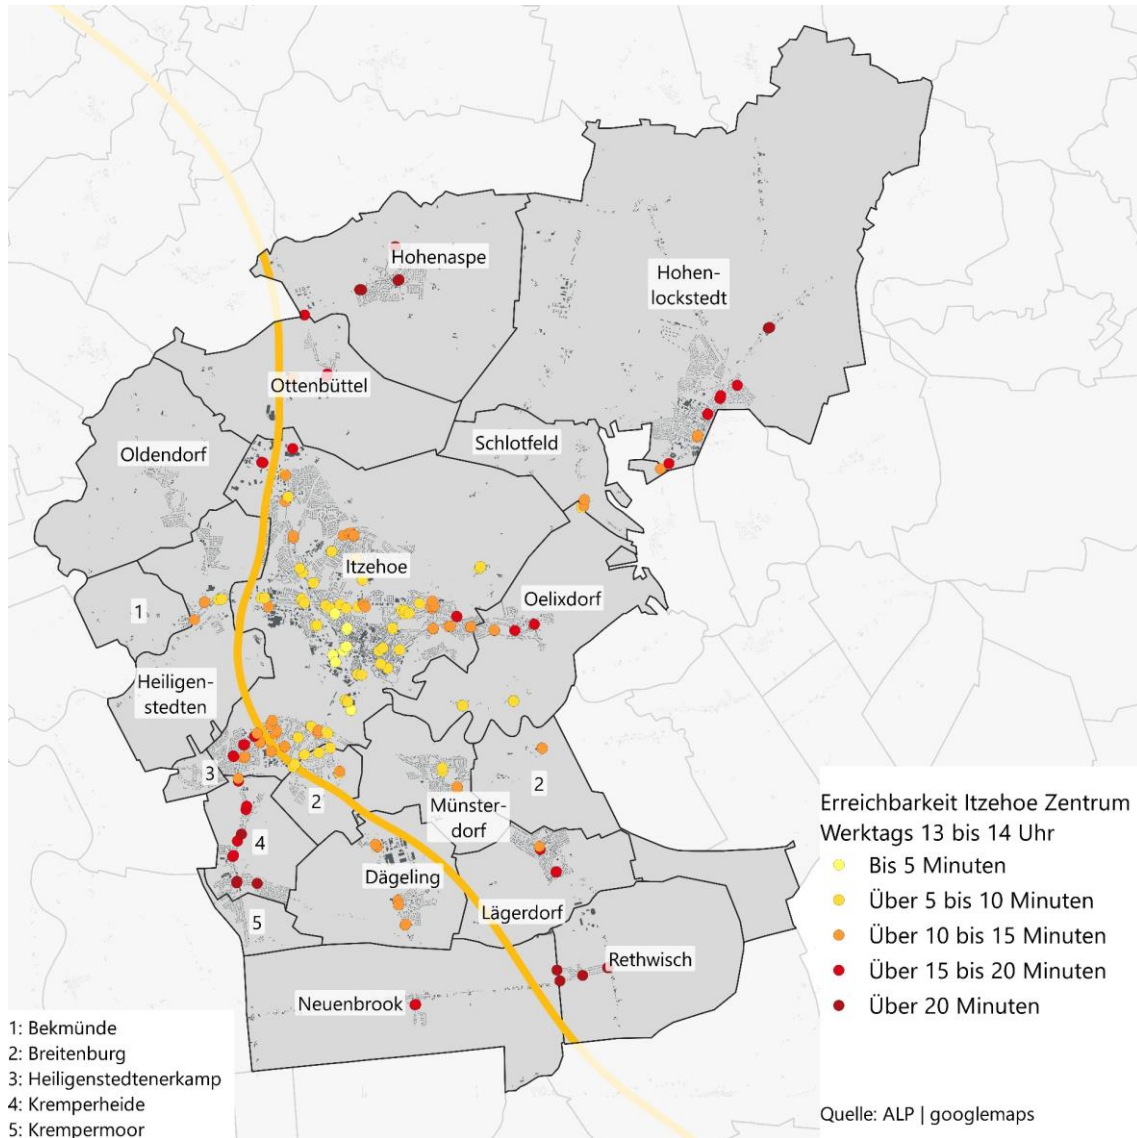 Hohenaspe
Hohen-
lockstedt
Ottenbüttel
Schlotfeld
Oldendorf
Itzehoe
Oelixdorf
1
Heiligen-
stedten
3
2
2
Münster-
dorf
4
Dägeling
Lägerdorf
5
Rethwisch
Neuenbrook
Erreichbarkeit Itzehoe Zentrum
Werktags 13 bis 14 Uhr
Bis 5 Minuten
Über 5 bis 10 Minuten
Über 10 bis 15 Minuten
Über 15 bis 20 Minuten
Über 20 Minuten
1: Bekmünde
2: Breitenburg
3: Heiligenstedtenerkamp
4: Kremperheide
5: Krempermoor
Quelle: ALP | googlemaps